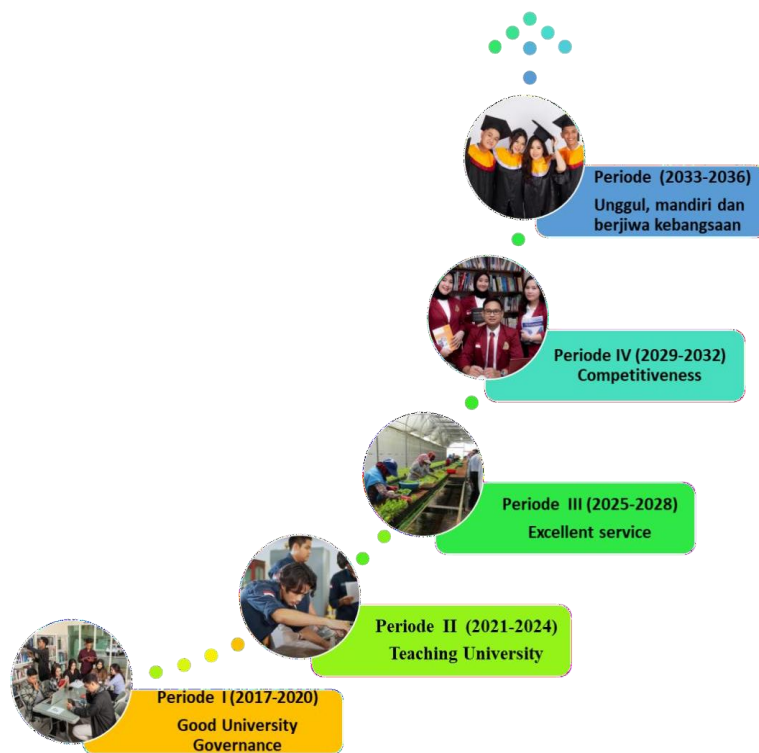 Periode (2033-2036)
Unggul, mandiri dan
berjiwa kebangsaan
Periode IV (2029-2032)
Competitiveness
Periode III (2025-2028)
Excellent service
Periode II (2021-2024)
Teaching University
Periode I (2017-2020)
Good University
Governance